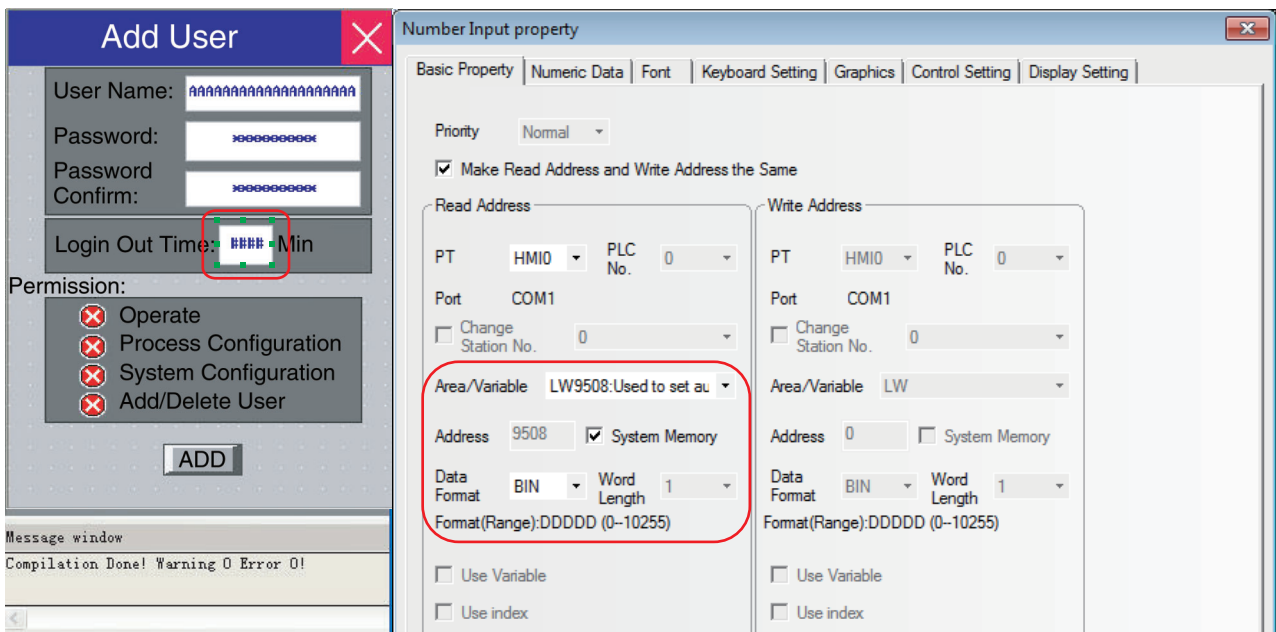 Add User
User Name: AAAAAAAAAAAAAAAAAAAA
Password: **********
Password
Confirm: **********
Login Out Time: #### Min
Permission:
Operate
Process Configuration
System Configuration
Add/Delete User
ADD
Message window
Compilation Done! Warning 0 Error 0!
Number Input property
Basic Property Numeric Data Font Keyboard Setting Graphics Control Setting Display Setting
Priority Normal
Make Read Address and Write Address the Same
Read Address
PT HMI0 PLC No. 0
Port COM1
Change Station No. 0
Area/Variable LW9508:Used to set au
Address 9508 System Memory
Data Format BIN Word Length 1
Format(Range):DDDDD (0--10255)
Use Variable
Use index
Write Address
PT HMI0 PLC No. 0
Port COM1
Change Station No. 0
Area/Variable LW
Address 0 System Memory
Data Format BIN Word Length 1
Format(Range):DDDDD (0--10255)
Use Variable
Use index